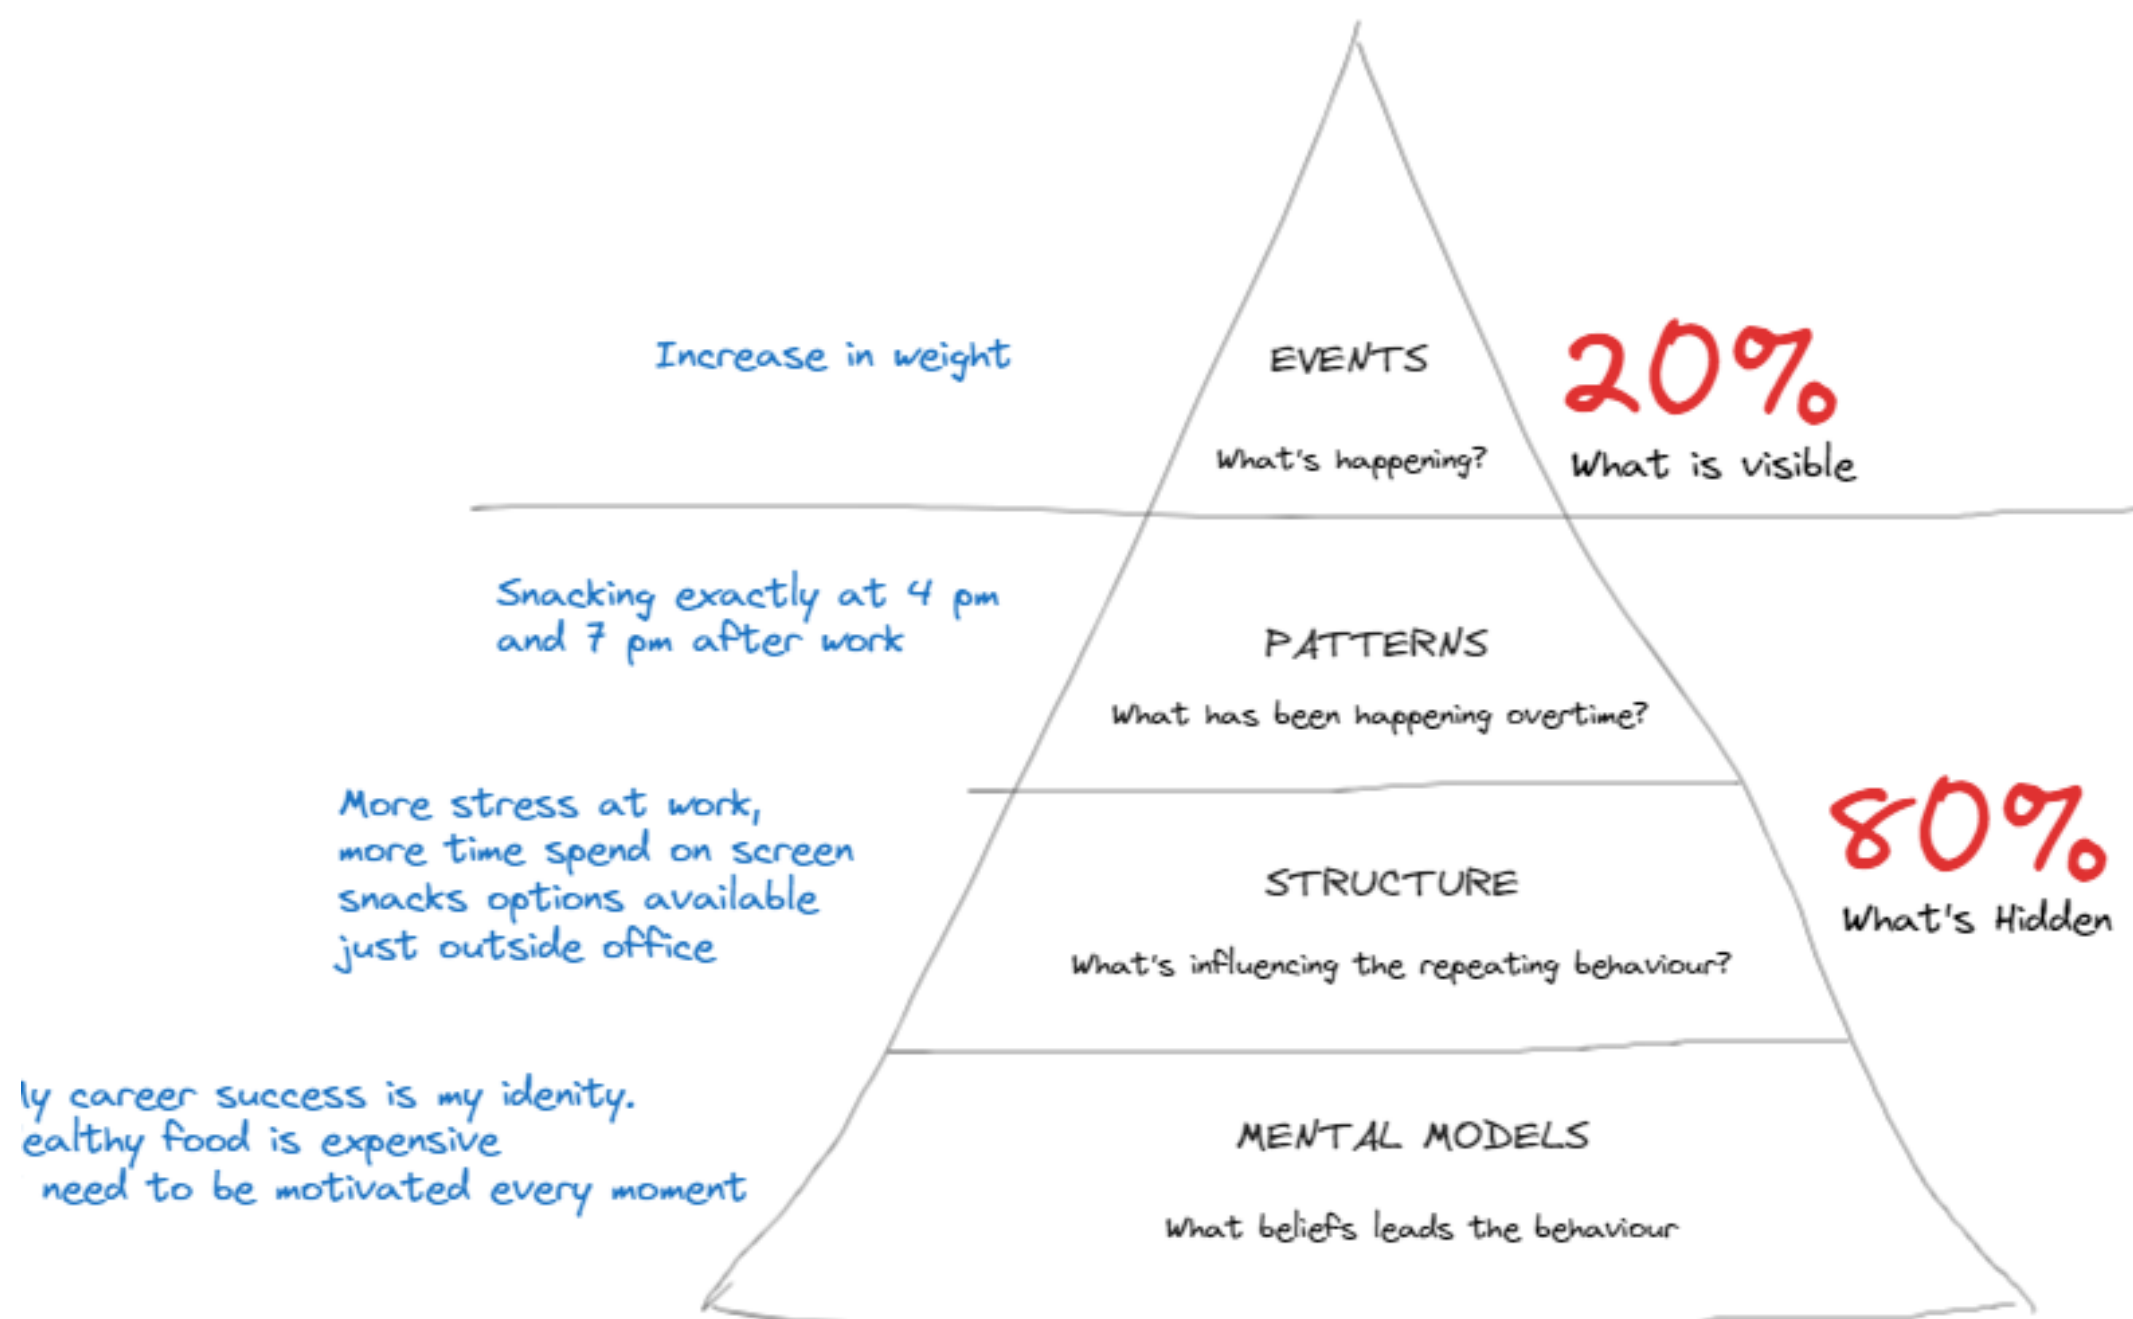 Increase in weight
EVENTS
20%
What's happening?
What is visible
Snacking exactly at 4 pm
and 7 pm after work
PATTERNS
What has been happening overtime?
More stress at work,
more time spend on screen
snacks options available
just outside office
80%
STRUCTURE
What's Hidden
What's influencing the repeating behaviour?
career success is my idenity.
food is expensive
need to be motivated every moment
MENTAL MODELS
What beliefs leads the behaviour